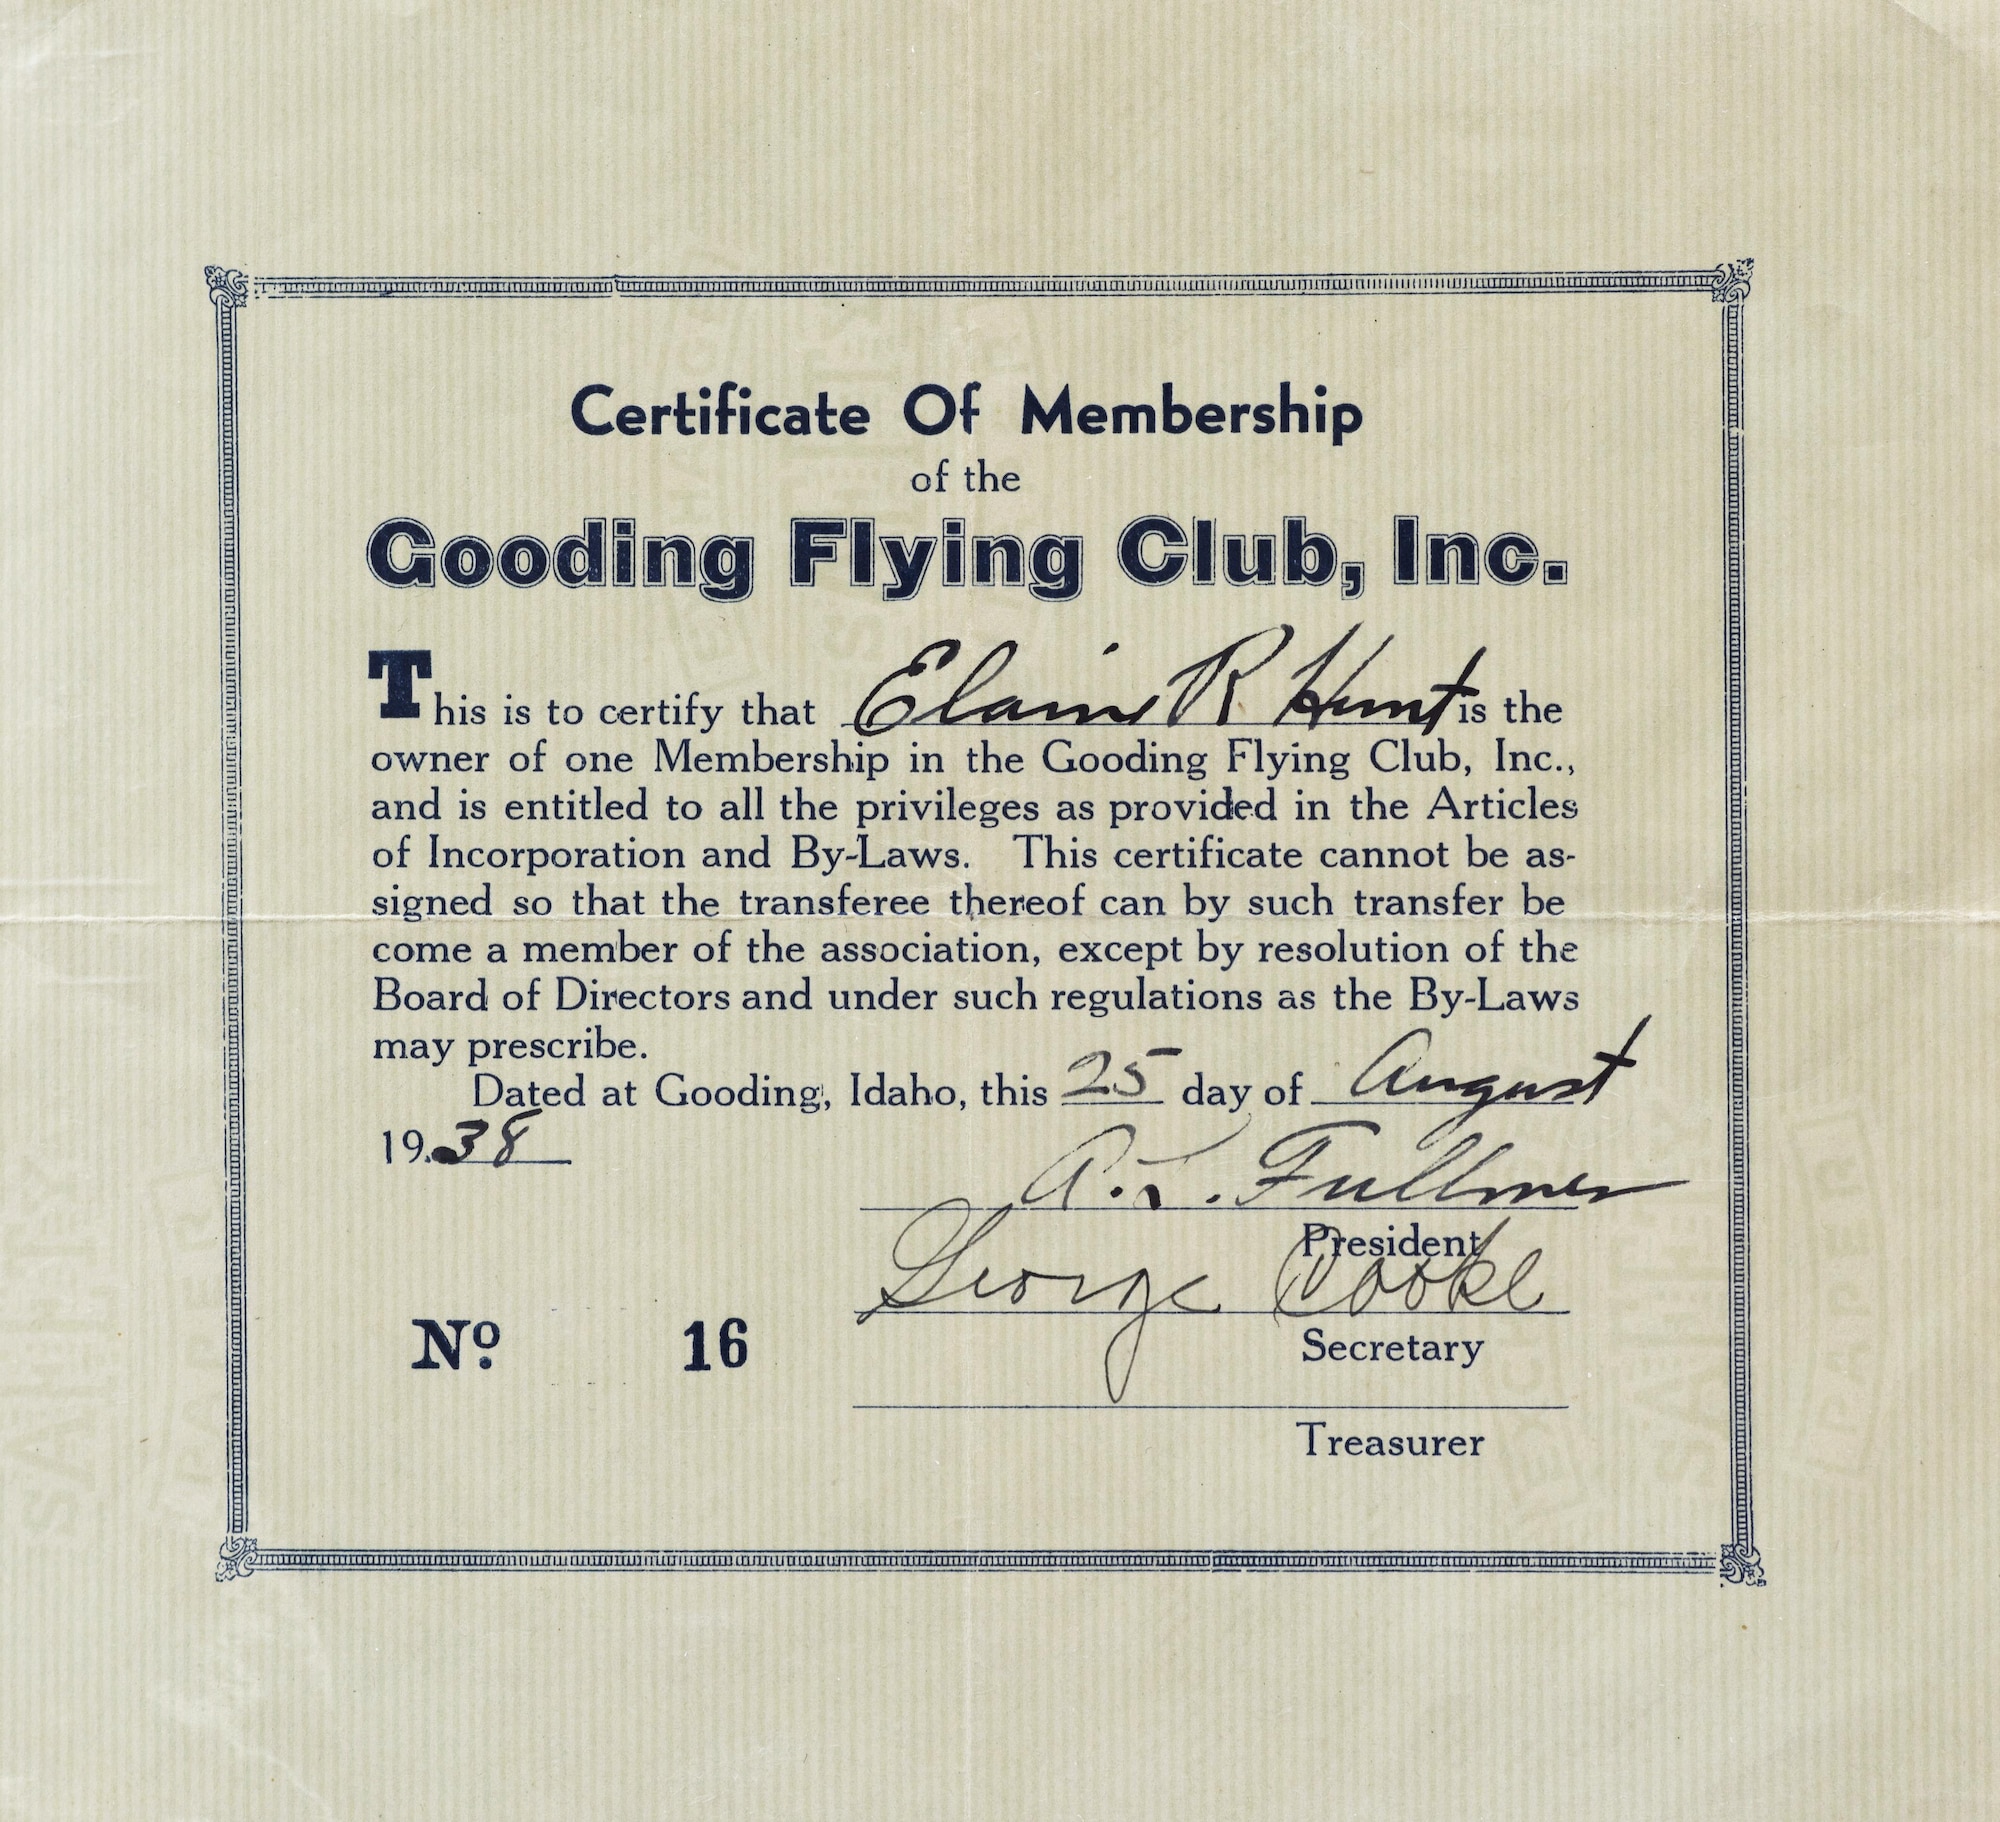 Certificate Of Membership
of the
Gooding Flying Club, Inc.
This is to certify that Elaine R Hunt is the
owner of one Membership in the Gooding Flying Club, Inc.,
and is entitled to all the privileges as provided in the Articles
of Incorporation and By-Laws. This certificate cannot be as-
signed so that the transferee thereof can by such transfer be
come a member of the association, except by resolution of the
Board of Directors and under such regulations as the By-Laws
may prescribe.
Dated at Gooding, Idaho, this 25 day of August
19.38
A. L. Fullmer
President
George Cooke
Secretary
No. 16
Treasurer